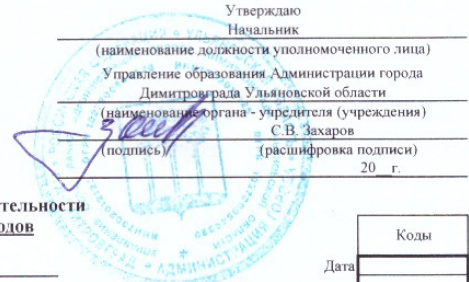 Утверждаю
Начальник
(наименование должности уполномоченного лица)
Управление образования Администрации города
Димитровграда Ульяновской области
(наименование органа - учредителя (учреждения)
С.В. Захаров
(подпись) (расшифровка подписи)
20__г.
тельности
одов
Коды
Дата